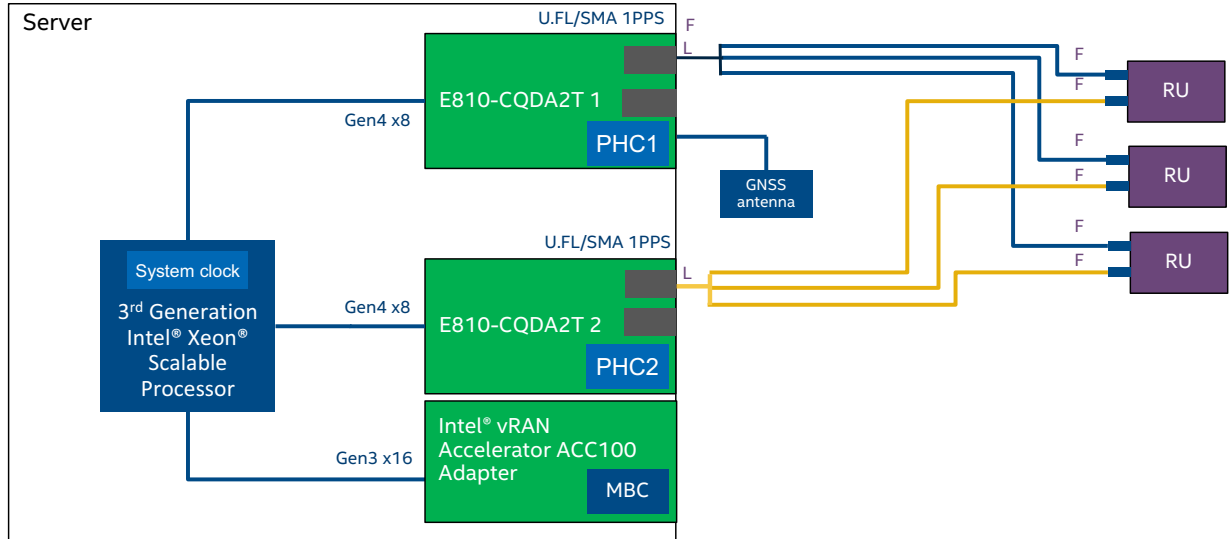 Server
U.FL/SMA 1PPS
F
L
E810-CQDA2T 1
PHC1
Gen4 x8
GNSS
antenna
F
F
RU
F
F
RU
F
F
RU
U.FL/SMA 1PPS
L
System clock
3rd Generation
Intel® Xeon®
Scalable
Processor
Gen4 x8
E810-CQDA2T 2
PHC2
Gen3 x16
Intel® vRAN
Accelerator ACC100
Adapter
MBC